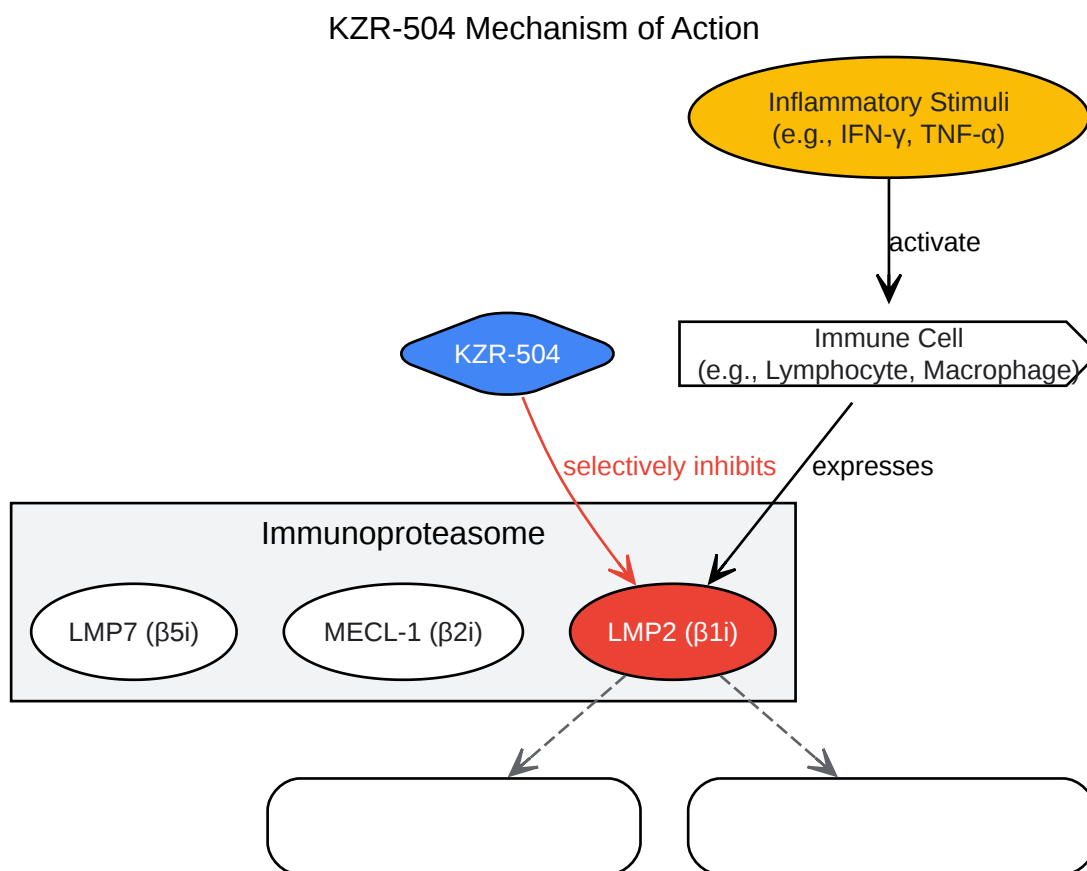 KZR-504 Mechanism of Action
Inflammatory Stimuli
(e.g., IFN-γ, TNF-α)
activate
KZR-504
Immune Cell
(e.g., Lymphocyte, Macrophage)
selectively inhibits
expresses
Immunoproteasome
LMP7 (β5i)
MECL-1 (β2i)
LMP2 (β1i)